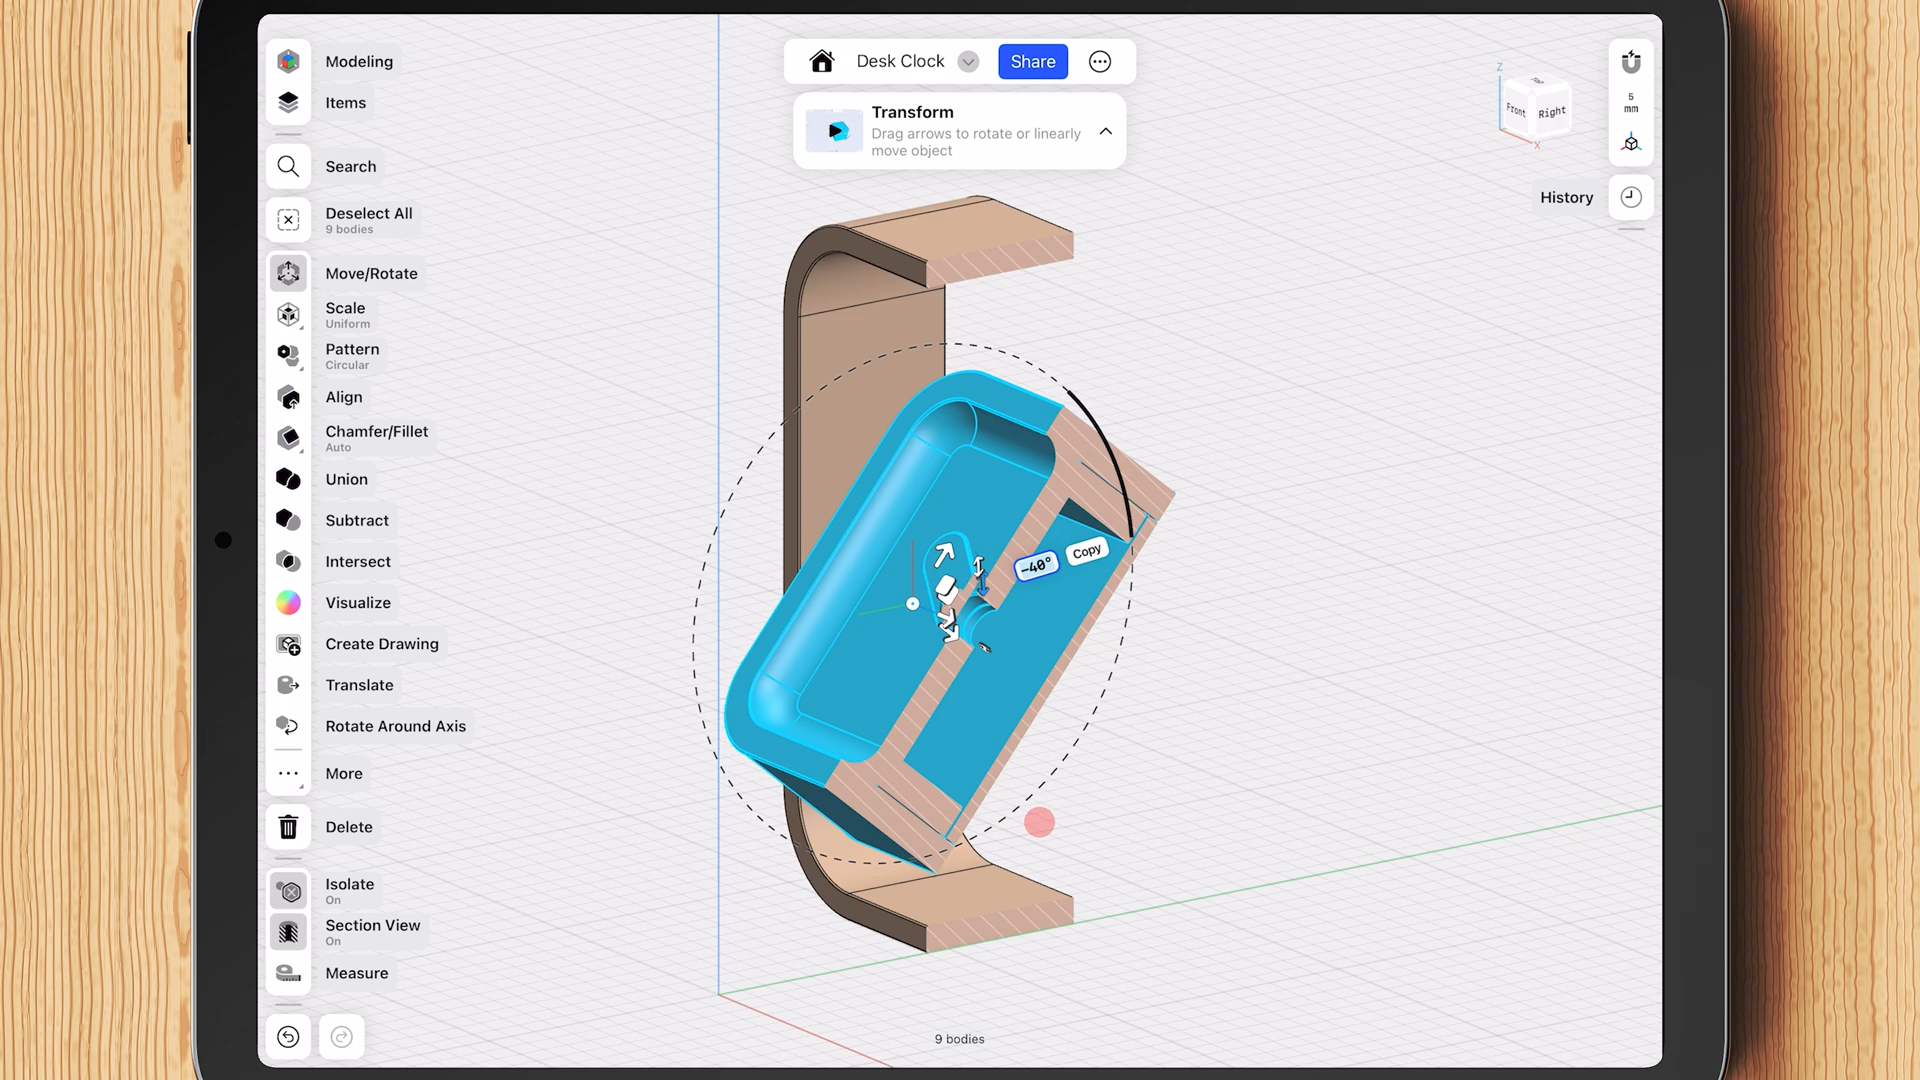 Modeling
Items
Search
Deselect All
9 bodies
Move/Rotate
Scale
Uniform
Pattern
Circular
Align
Chamfer/Fillet
Auto
Union
Subtract
Intersect
Visualize
Create Drawing
Translate
Rotate Around Axis
More
Delete
Isolate
On
Section View
On
Measure
Desk Clock
Share
Transform
Drag arrows to rotate or linearly
move object
Z
Top
Front
Right
X
5
mm
History
-40°
Copy
9 bodies